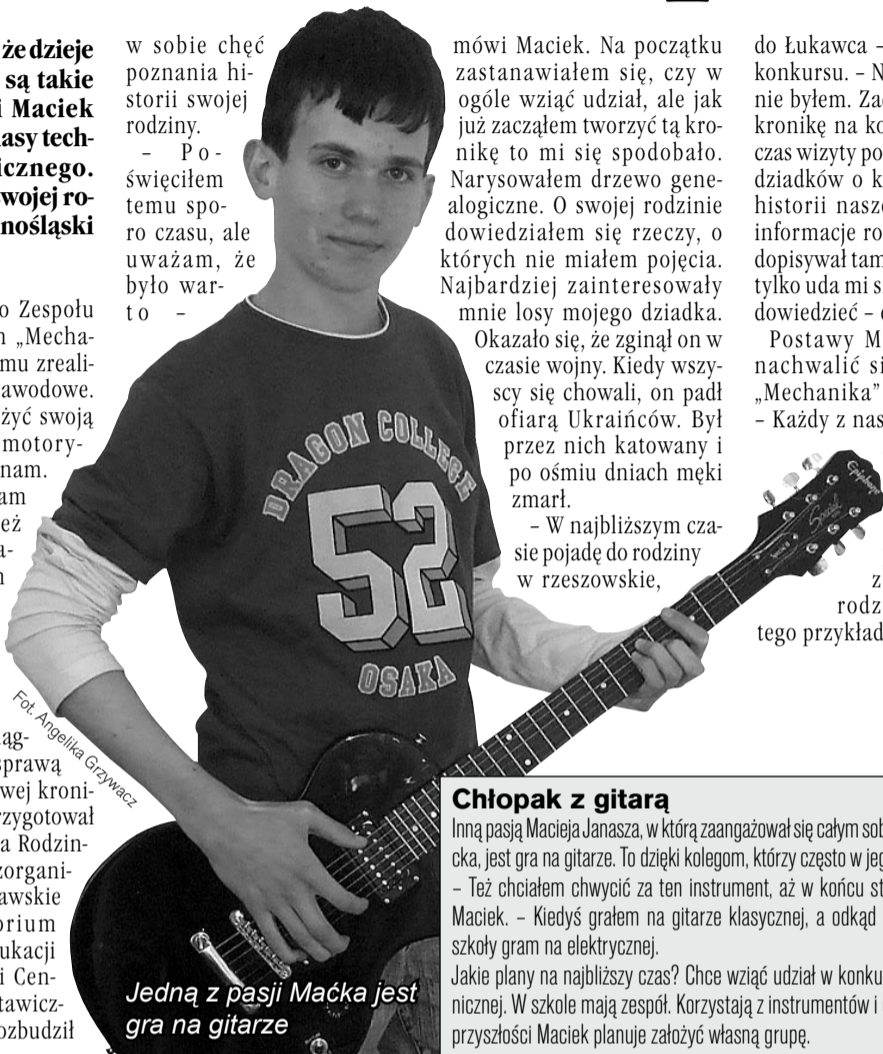 że dzieje
są takie
i Maciek
asy tech-
icznego.
swojej ro-
nośląski
o Zespołu
n „Mecha-
mu zreali-
awodowe.
żyć swoją
motory-
nam.
am
eż
a-
n
ąg-
sprawą
wej kroni-
rzygotował
a Rodzin-
zorgani-
awskie
orium
ukacji
i Cen-
tawicz-
ozbudził
w sobie chęć
poznania hi-
storii swojej
rodziny.
– Po-
święciłem
temu spo-
ro czasu, ale
uważam, że
było war-
to –
mówi Maciek. Na początku
zastanawiałem się, czy w
ogóle wziąć udział, ale jak
już zacząłem tworzyć tą kro-
nikę to mi się spodobało.
Narysowałem drzewo gene-
alogiczne. O swojej rodzinie
dowiedziałem się rzeczy, o
których nie miałem pojęcia.
Najbardziej zainteresowały
mnie losy mojego dziadka.
Okazało się, że zginął on w
czasie wojny. Kiedy wszy-
scy się chowali, on padł
ofiarą Ukraińców. Był
przez nich katowany i
po ośmiu dniach męki
zmarł.
– W najbliższym cza-
sie pojadę do rodziny
w rzeszowskie,
do Łukawca –
konkursu. – N
nie byłem. Zac
kronikę na ko
czas wizyty po
dziadków o k
historii nasze
informacje ro
dopisywał tam
tylko uda mi s
dowiedzieć – 
Postawy M
nachwalić si
„Mechanika”
– Każdy z nas
z
rodz
tego przykład
DRAGON COLLEGE
52
OSAKA
Epiphone
Special
Fot. Angelika Grzywacz
Jedną z pasji Maćka jest
gra na gitarze
Chłopak z gitarą
Inną pasją Macieja Janasza, w którą zaangażował się całym sob
cka, jest gra na gitarze. To dzięki kolegom, którzy często w jeg
– Też chciałem chwycić za ten instrument, aż w końcu st
Maciek. – Kiedyś grałem na gitarze klasycznej, a odkąd
szkoły gram na elektrycznej.
Jakie plany na najbliższy czas? Chce wziąć udział w konku
nicznej. W szkole mają zespół. Korzystają z instrumentów i
przyszłości Maciek planuje założyć własną grupę.